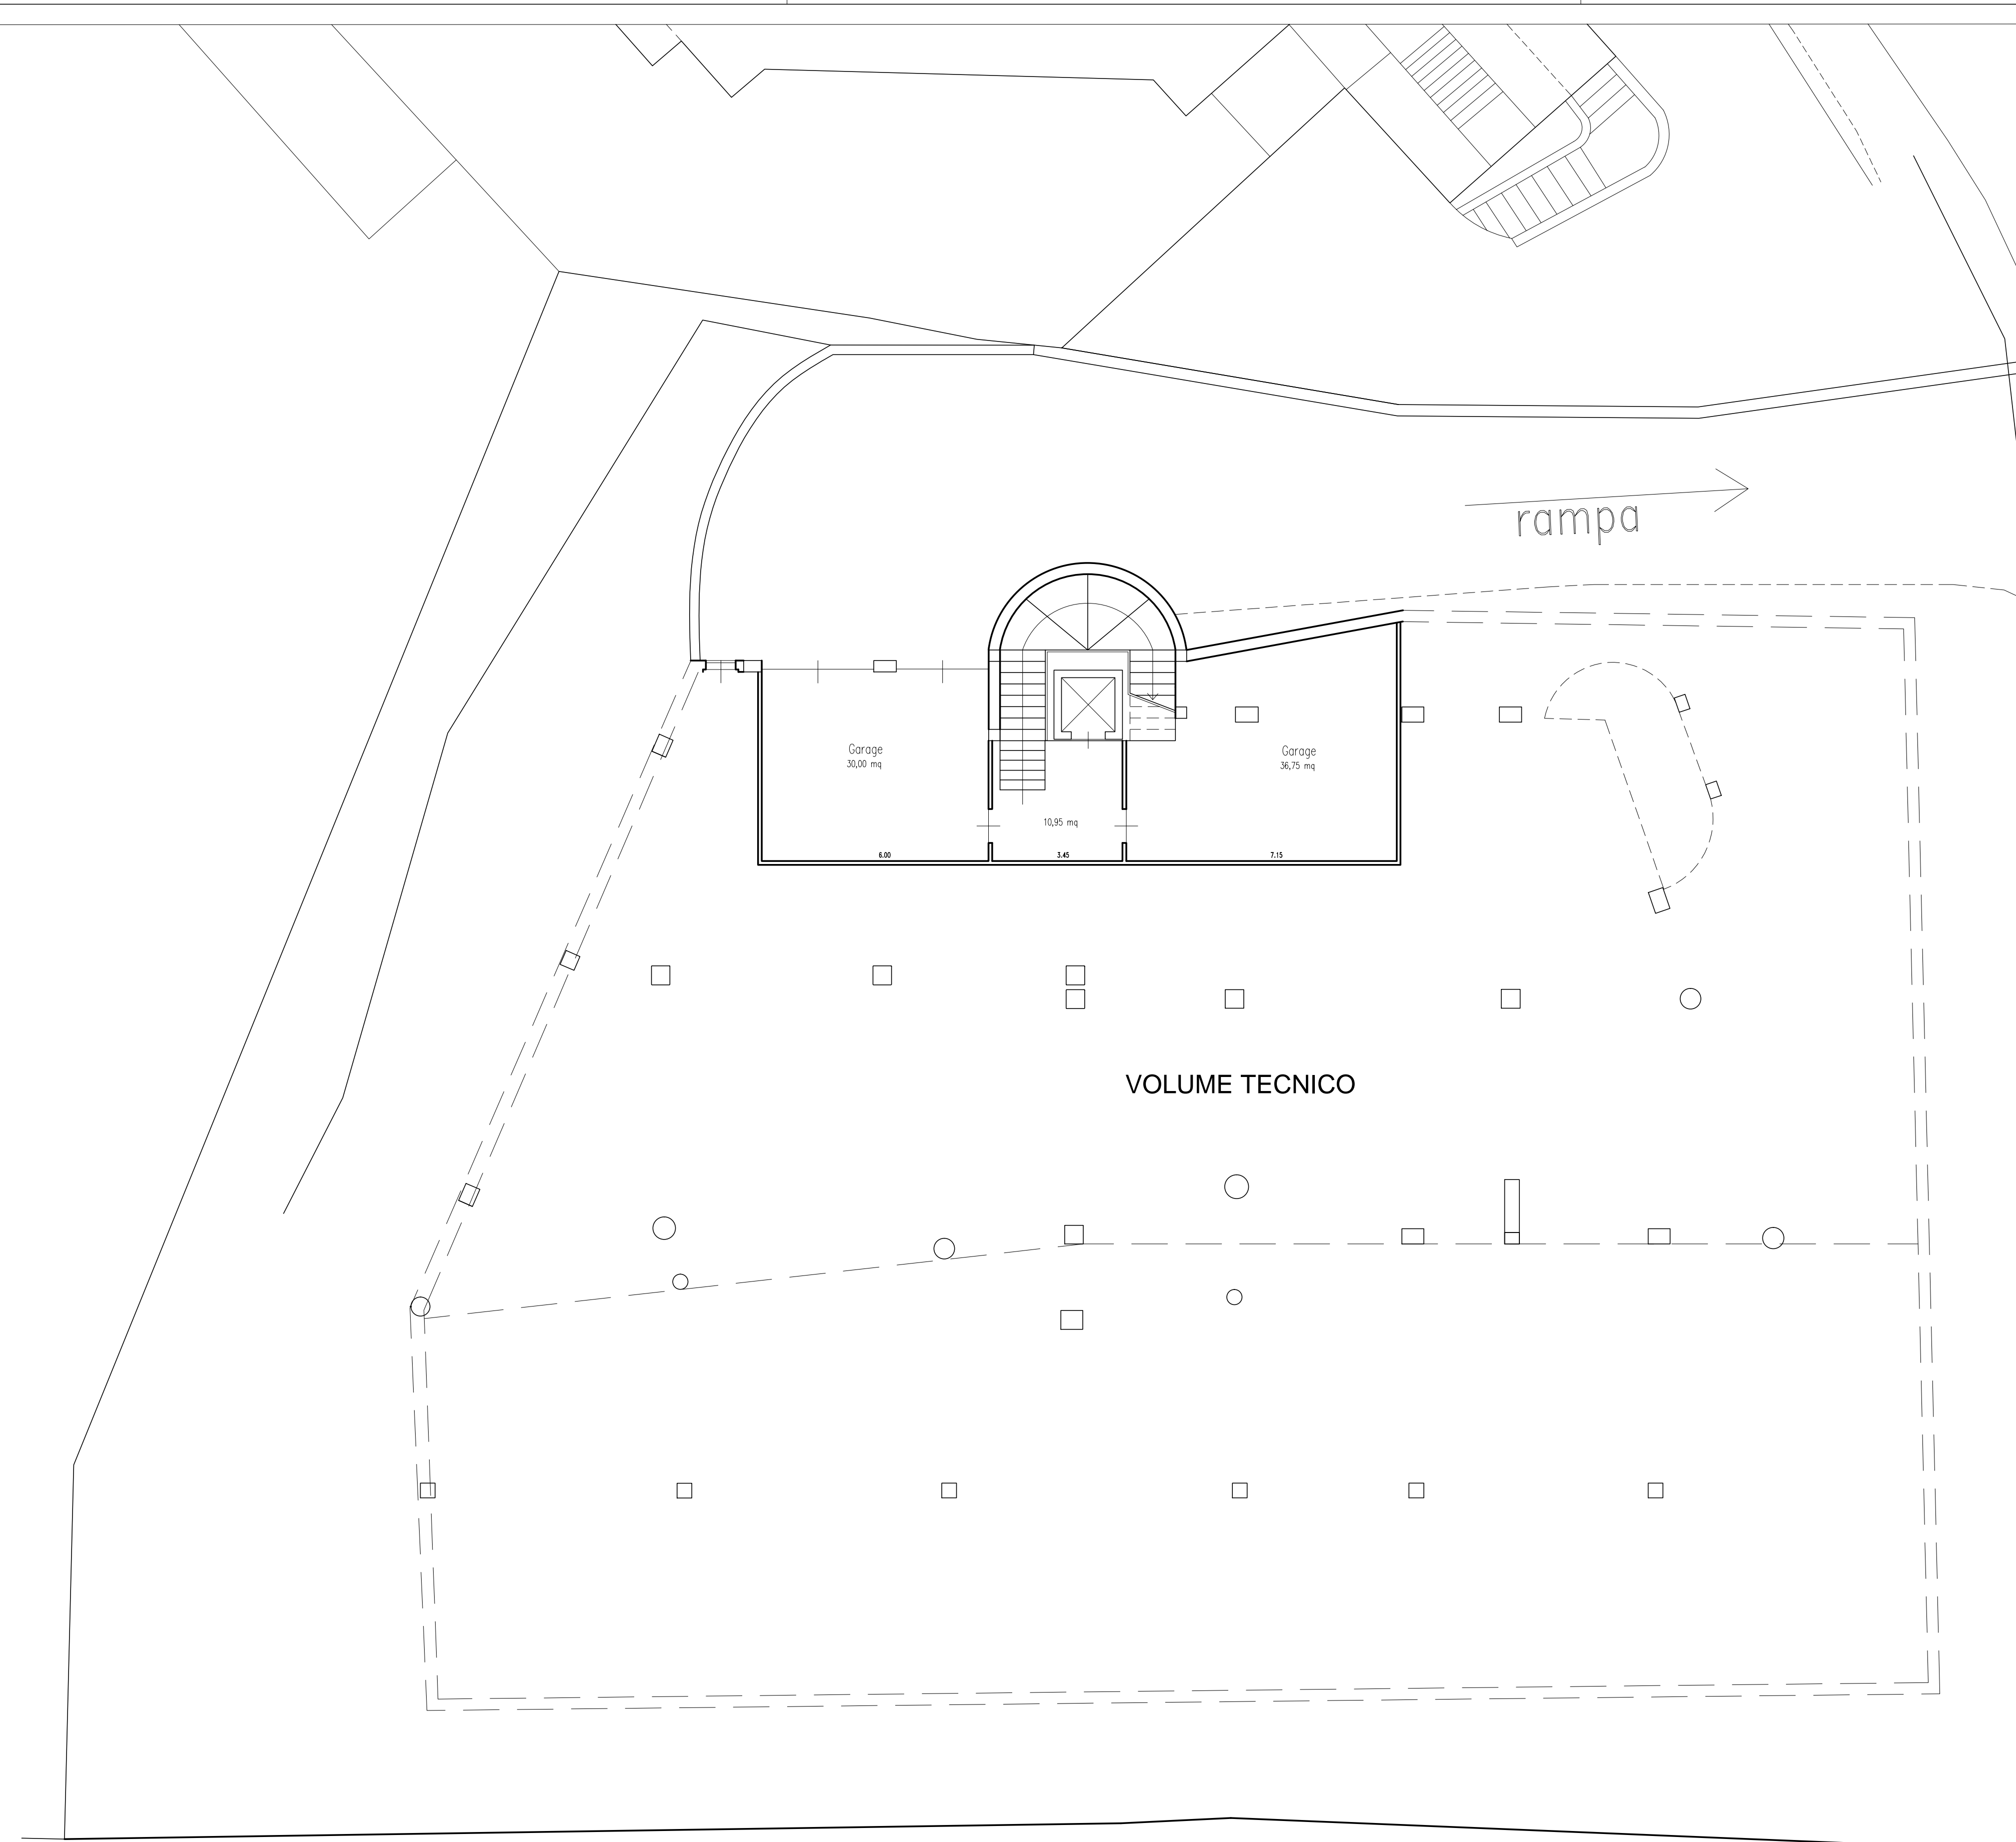 rampa
Garage
30,00 mq
Garage
36,75 mq
10,95 mq
6.00
3.45
7.15
VOLUME TECNICO